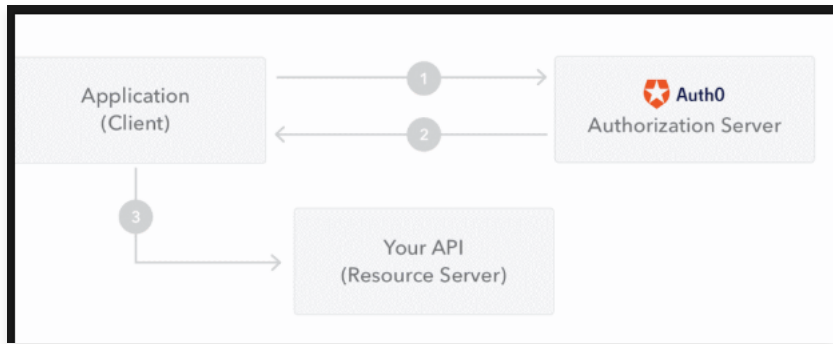 Application
(Client)
1
Auth0
Authorization Server
2
3
Your API
(Resource Server)